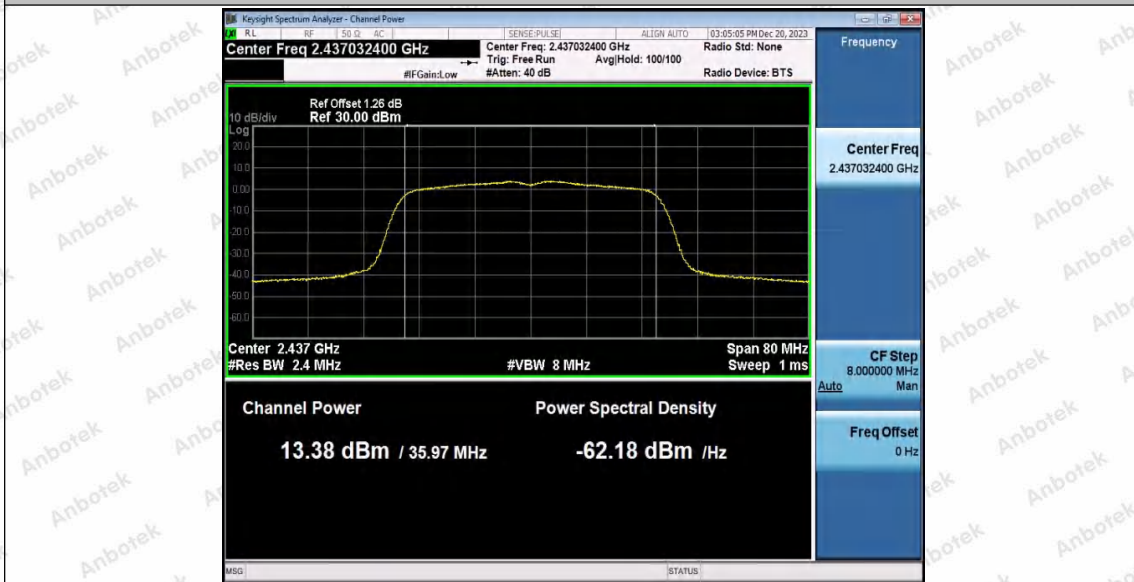 Keysight Spectrum Analyzer - Channel Power
RL RF 50 Ω AC SENSE:PULSE ALIGN AUTO 03:05:05 PM Dec 20, 2023
Center Freq 2.437032400 GHz
Center Freq: 2.437032400 GHz
Radio Std: None
Trig: Free Run Avg|Hold: 100/100
#IFGain:Low
#Atten: 40 dB
Radio Device: BTS
Ref Offset 1.26 dB
10 dB/div Ref 30.00 dBm
Log
20.0
10.0
0.00
-10.0
-20.0
-30.0
-40.0
-50.0
-60.0
Center 2.437 GHz
Span 80 MHz
#Res BW 2.4 MHz
#VBW 8 MHz
Sweep 1 ms
Channel Power
Power Spectral Density
13.38 dBm / 35.97 MHz
-62.18 dBm /Hz
MSG
STATUS
Frequency
Center Freq
2.437032400 GHz
CF Step
8.000000 MHz
Auto Man
Freq Offset
0 Hz
Anbotek